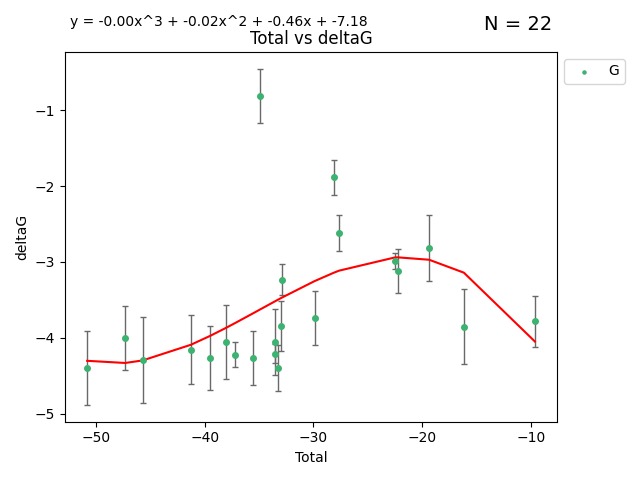 y = -0.00x^3 + -0.02x^2 + -0.46x + -7.18
N = 22
Total vs deltaG
G
deltaG
−1
−2
−3
−4
−5
−50
−40
−30
−20
−10
Total